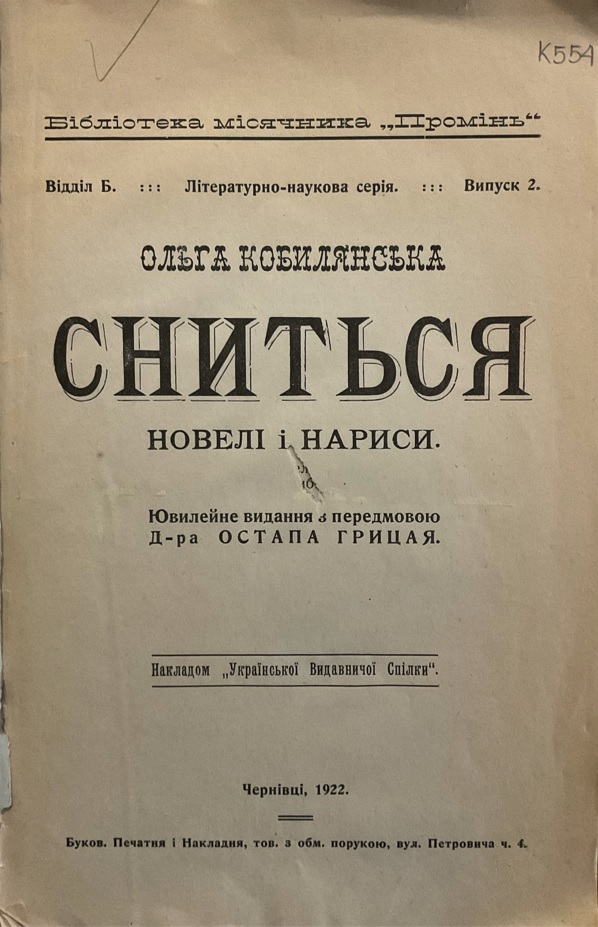 K554
Бібліотека місячника „Промінь“
Відділ Б. ::: Літературно-наукова серія. ::: Випуск 2.
ОЛЬГА КОБИЛЯНСЬКА
СНИТЬСЯ
НОВЕЛІ і НАРИСИ.
Ювилейне видання з передмовою
Д-ра ОСТАПА ГРИЦАЯ.
Накладом „Української Видавничої Спілки“.
Чернівці, 1922.
Буков. Печатня і Накладня, тов. з обм. порукою, вул. Петровича ч. 4.